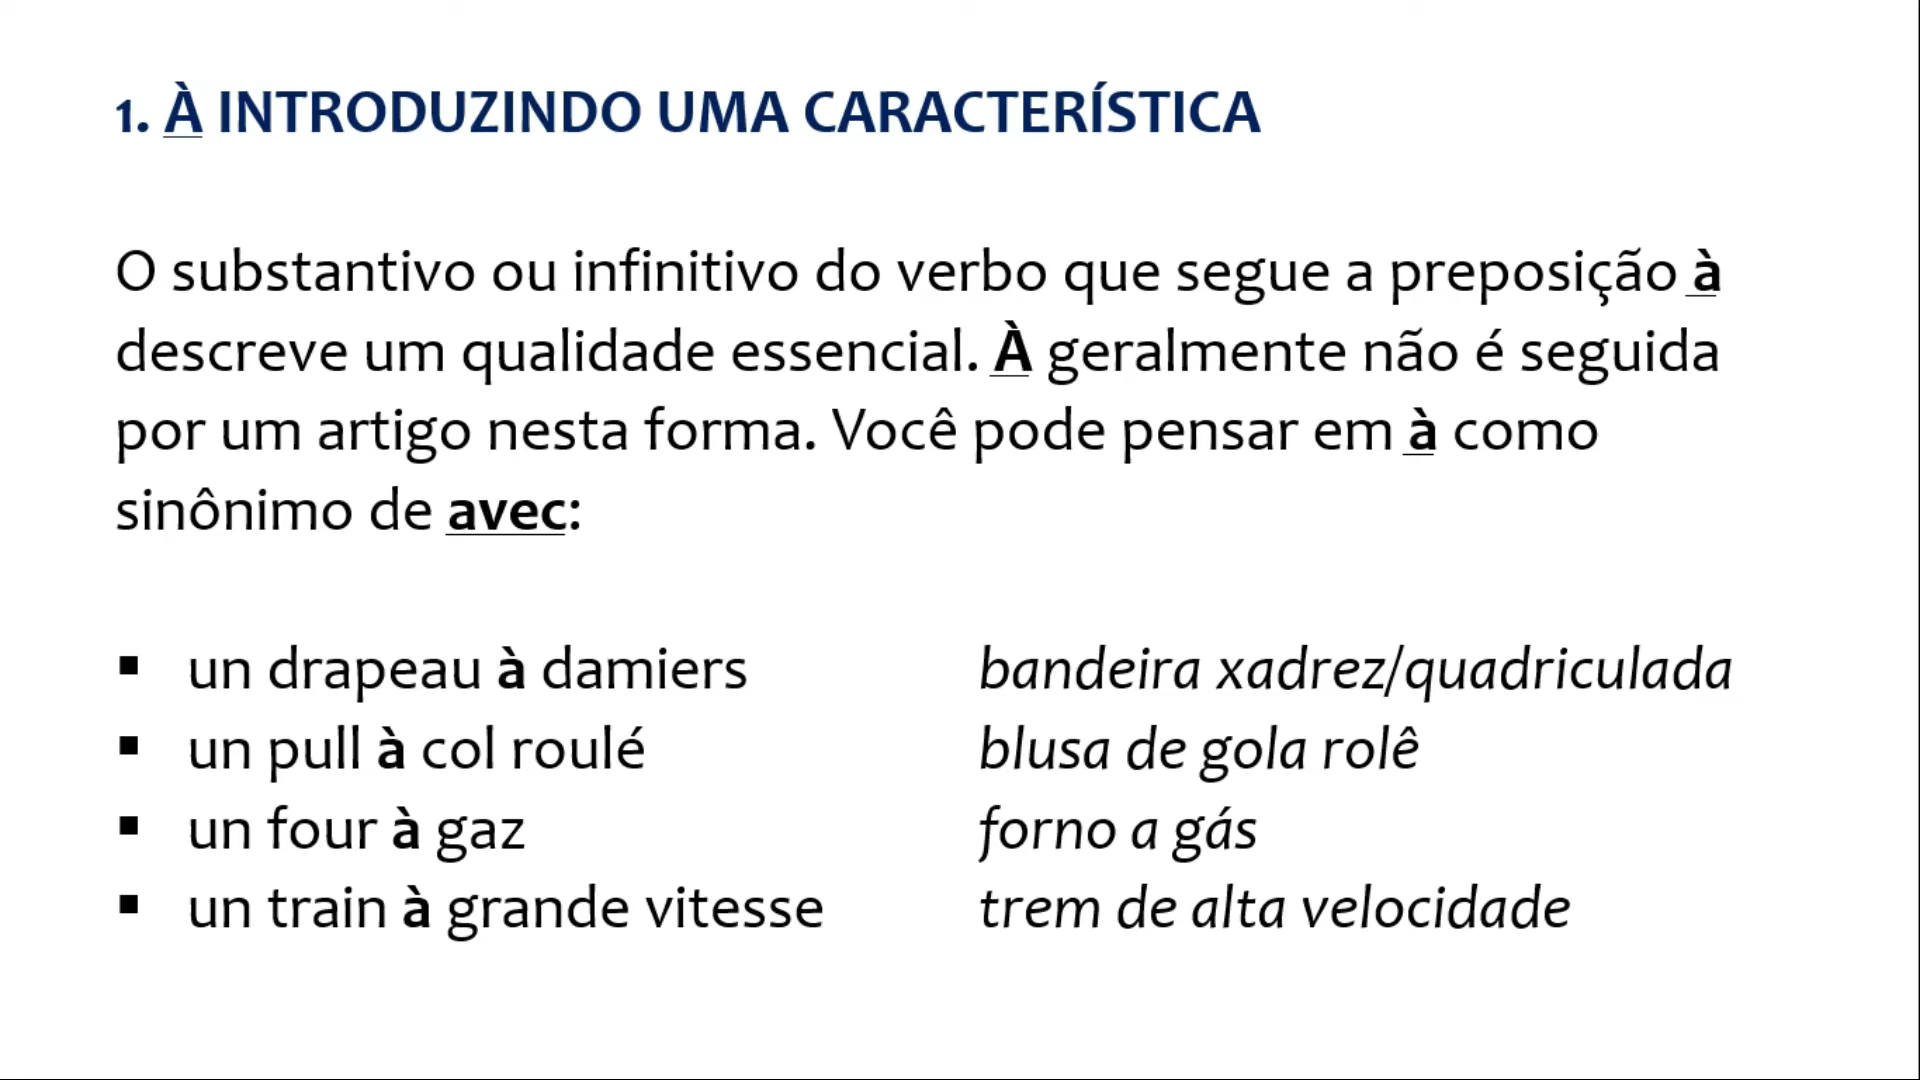 1. À INTRODUZINDO UMA CARACTERÍSTICA
O substantivo ou infinitivo do verbo que segue a preposição à
descreve um qualidade essencial. À geralmente não é seguida
por um artigo nesta forma. Você pode pensar em à como
sinônimo de avec:
▪ un drapeau à damiers bandeira xadrez/quadriculada
▪ un pull à col roulé blusa de gola rolê
▪ un four à gaz forno a gás
▪ un train à grande vitesse trem de alta velocidade